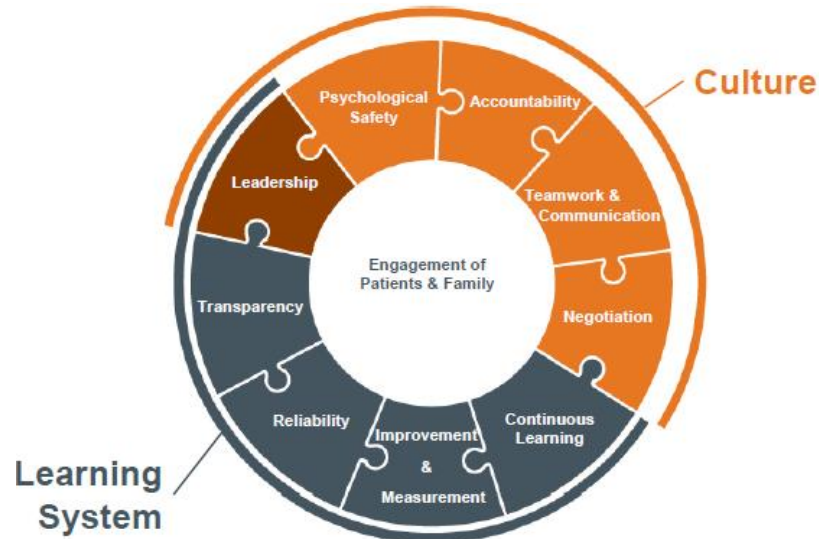 Culture
Psychological
Safety
Accountability
Leadership
Teamwork &
Communication
Engagement of
Patients & Family
Transparency
Negotiation
Reliability
Improvement
&
Measurement
Continuous
Learning
Learning
System